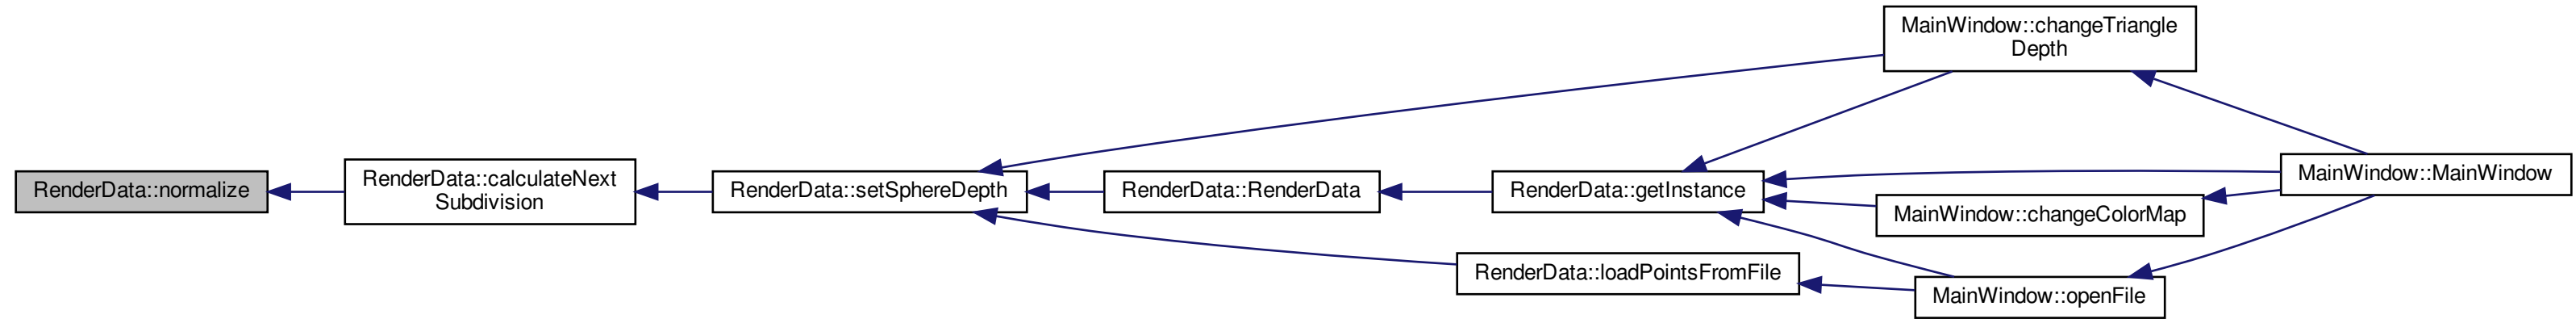 RenderData::normalize
RenderData::calculateNext
Subdivision
RenderData::setSphereDepth
RenderData::RenderData
RenderData::getInstance
RenderData::loadPointsFromFile
MainWindow::changeTriangle
Depth
MainWindow::changeColorMap
MainWindow::openFile
MainWindow::MainWindow